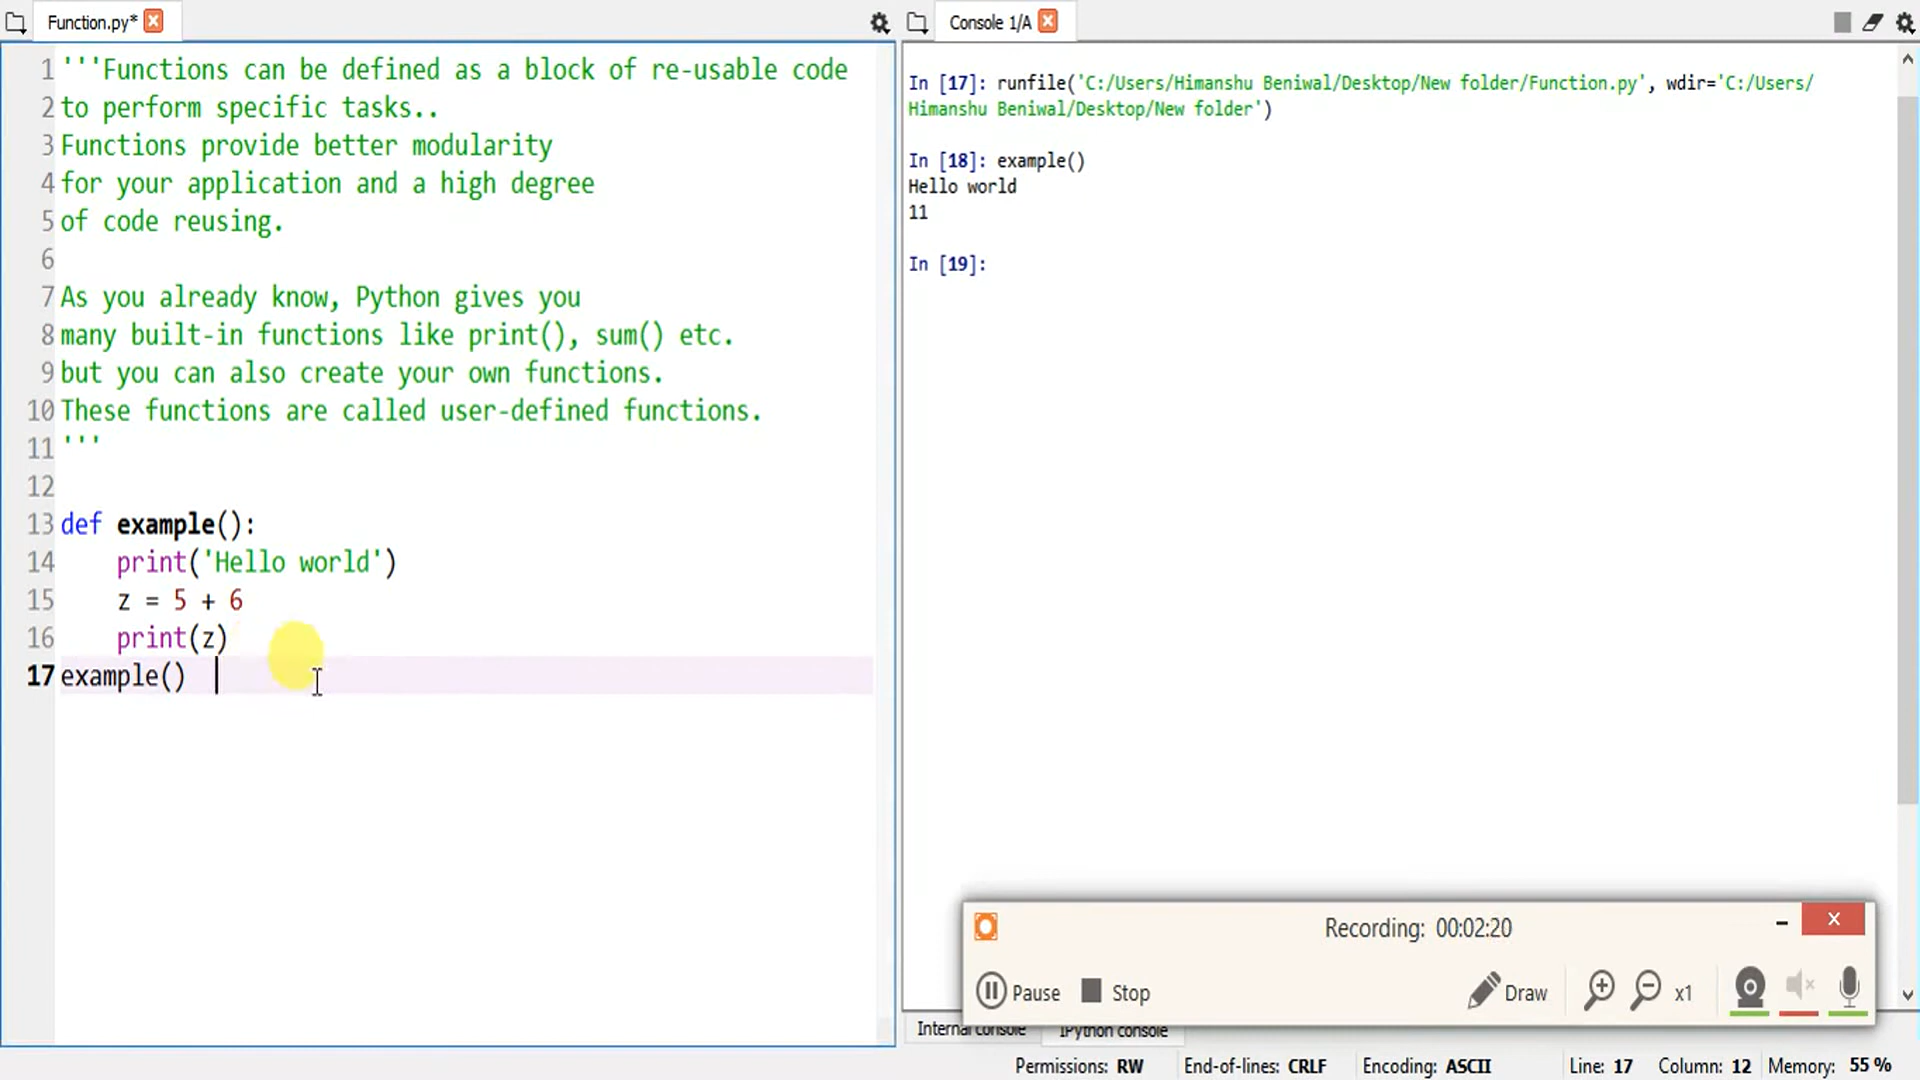 Function.py*
1 '''Functions can be defined as a block of re-usable code
2 to perform specific tasks..
3 Functions provide better modularity
4 for your application and a high degree
5 of code reusing.
6
7 As you already know, Python gives you
8 many built-in functions like print(), sum() etc.
9 but you can also create your own functions.
10 These functions are called user-defined functions.
11 '''
12
13 def example():
14     print('Hello world')
15     z = 5 + 6
16     print(z)
17 example()
Console 1/A
In [17]: runfile('C:/Users/Himanshu Beniwal/Desktop/New folder/Function.py', wdir='C:/Users/
Himanshu Beniwal/Desktop/New folder')
In [18]: example()
Hello world
11
In [19]:
Recording: 00:02:20
Pause Stop Draw x1
Internal console IPython console
Permissions: RW End-of-lines: CRLF Encoding: ASCII Line: 17 Column: 12 Memory: 55 %